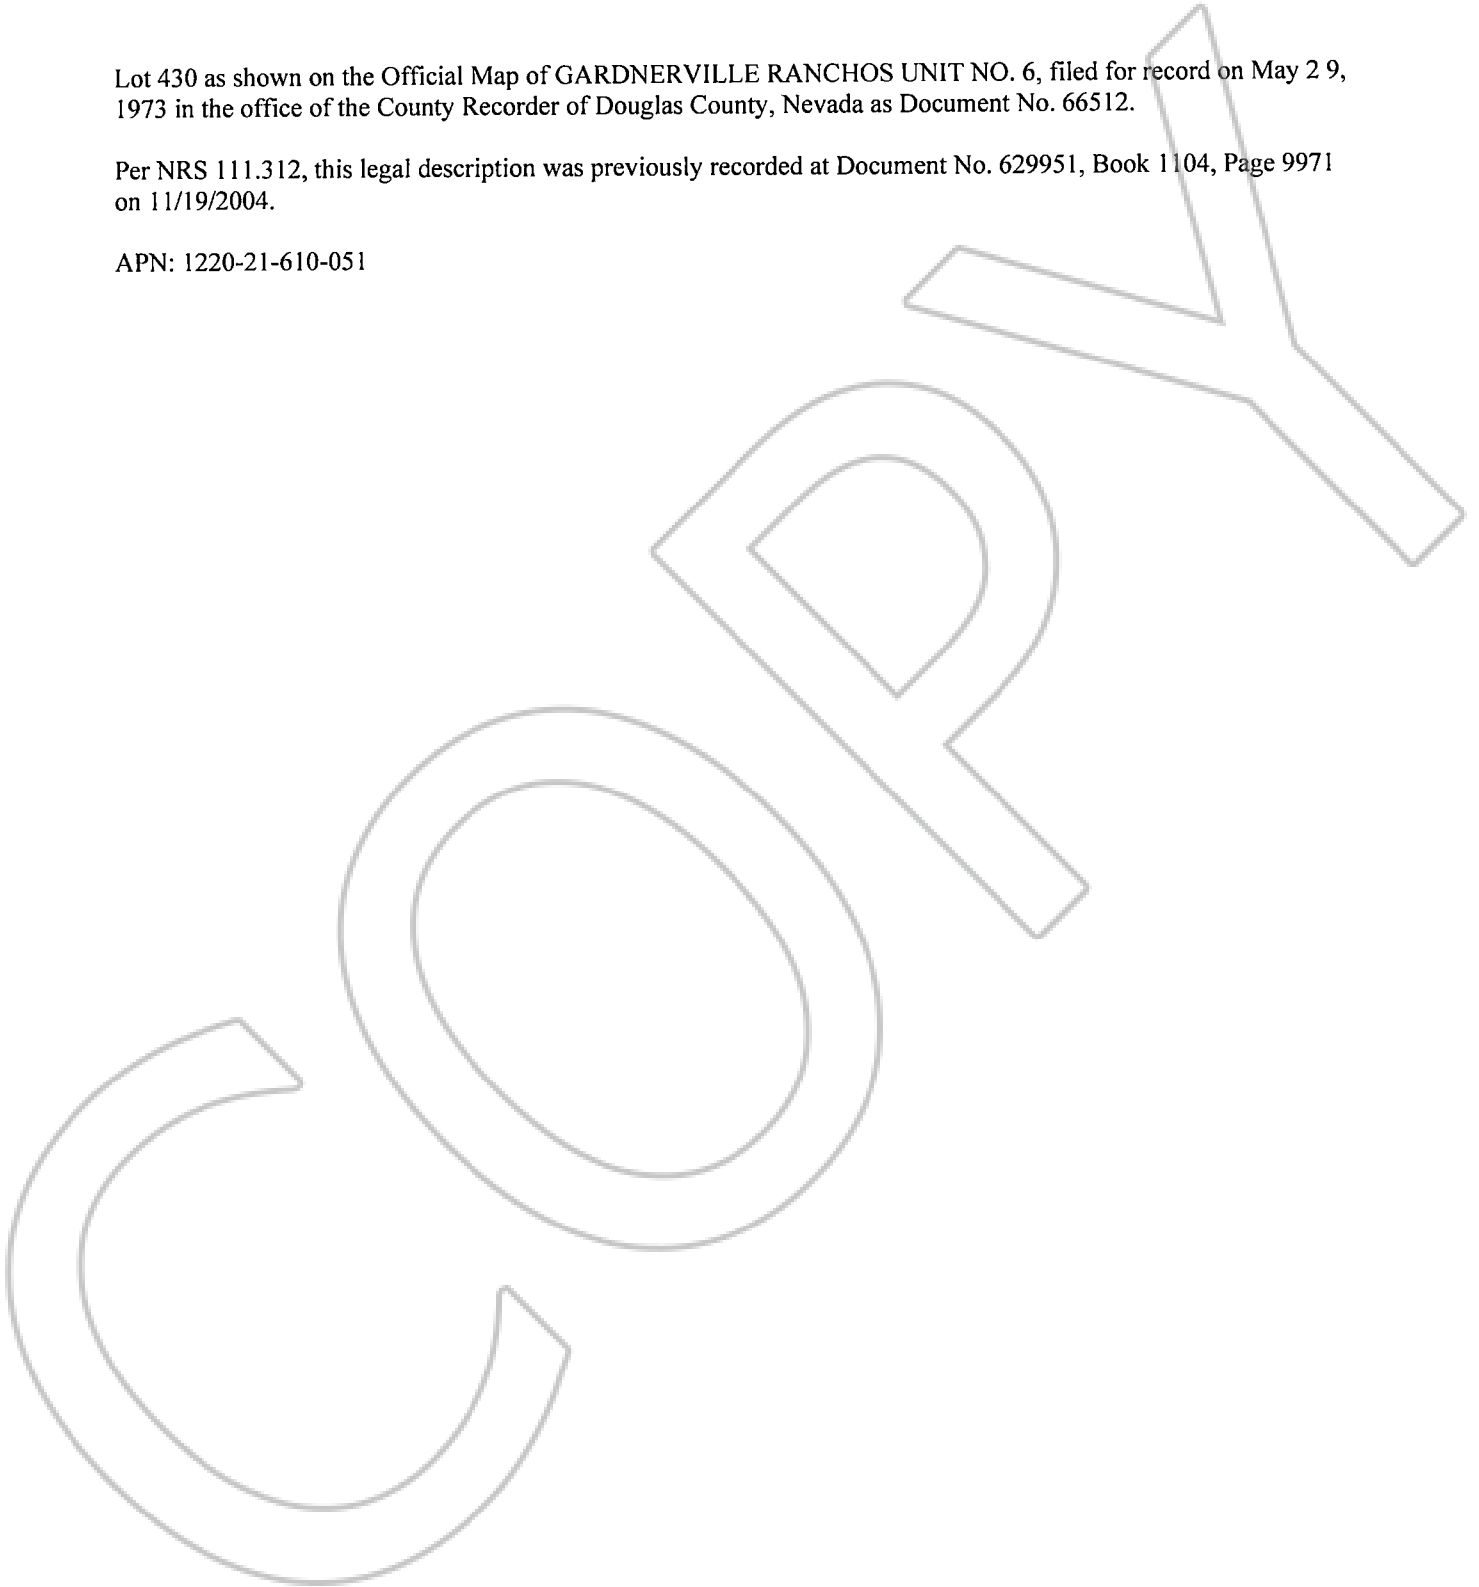 Lot 430 as shown on the Official Map of GARDNERVILLE RANCHOS UNIT NO. 6, filed for record on May 2 9,
1973 in the office of the County Recorder of Douglas County, Nevada as Document No. 66512.
Per NRS 111.312, this legal description was previously recorded at Document No. 629951, Book 1104, Page 9971
on 11/19/2004.
APN: 1220-21-610-051
COPY